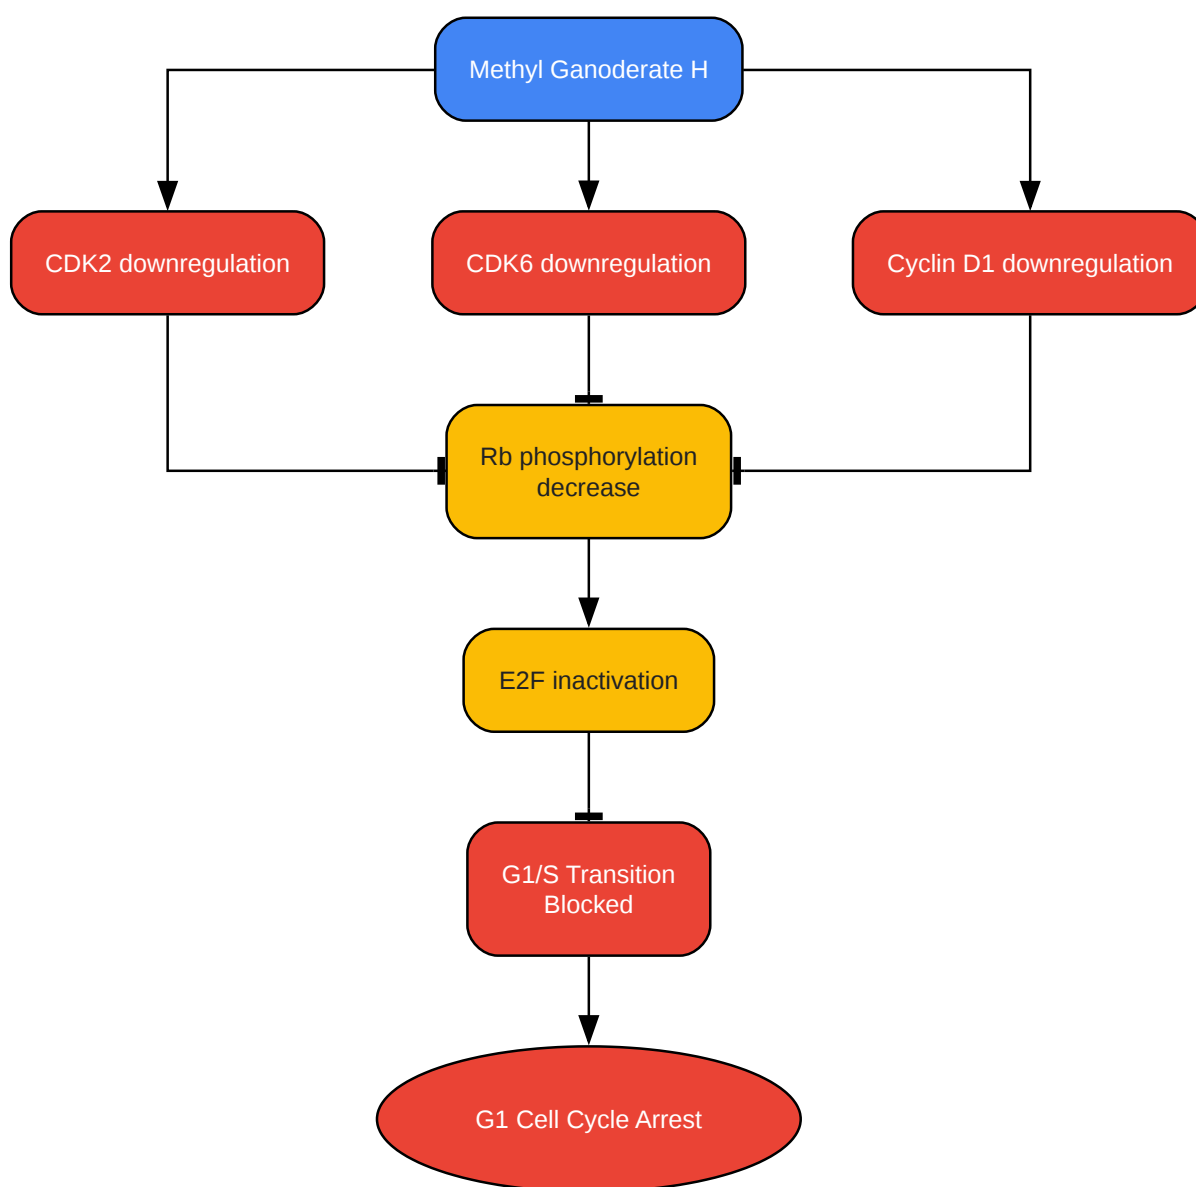 Methyl Ganoderate H
CDK2 downregulation
CDK6 downregulation
Cyclin D1 downregulation
Rb phosphorylation
decrease
E2F inactivation
G1/S Transition
Blocked
G1 Cell Cycle Arrest